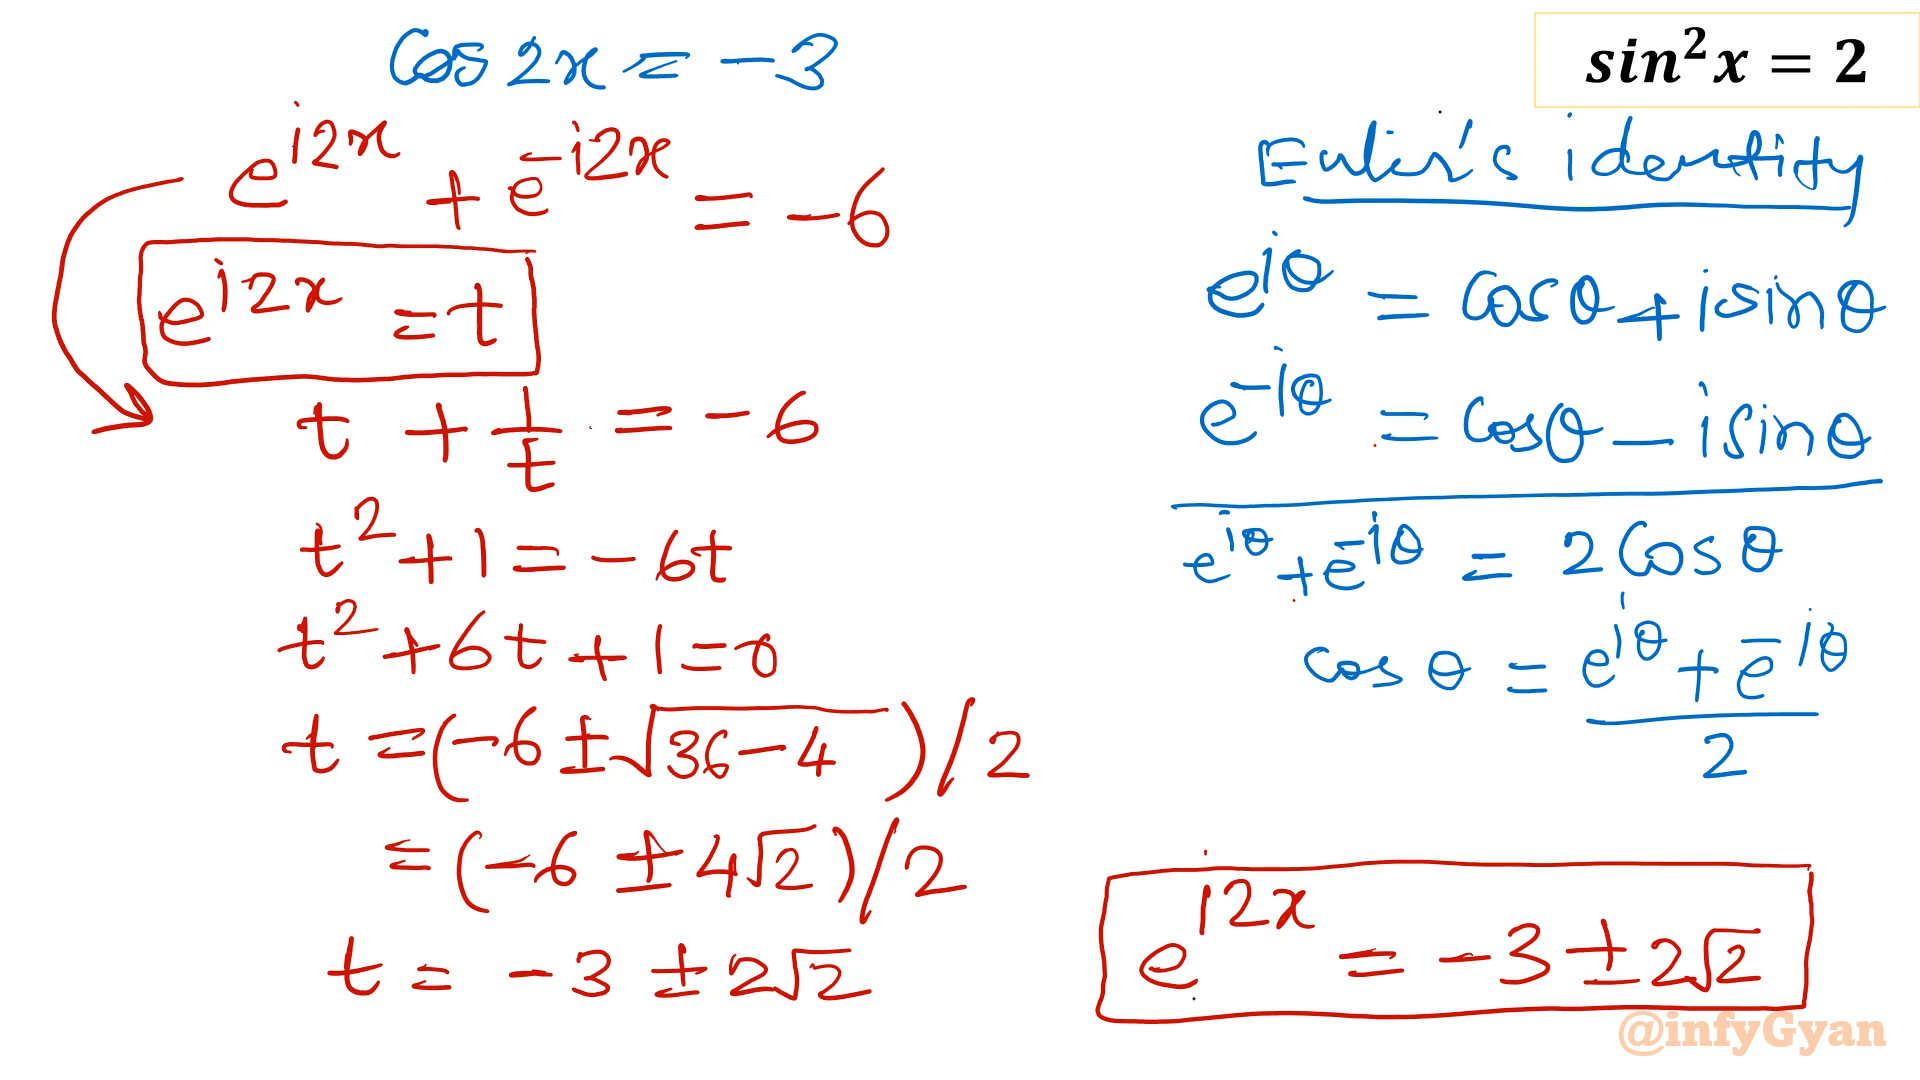 cos 2x = -3
e^{i2x} + e^{-i2x} = -6
e^{i2x} = t
t + 1/t = -6
t² + 1 = -6t
t² + 6t + 1 = 0
t = (-6 ± √(36-4))/2
= (-6 ± 4√2)/2
t = -3 ± 2√2
sin²x = 2
Euler's identity
e^{iθ} = cosθ + isinθ
e^{-iθ} = cosθ - isinθ
e^{iθ} + e^{-iθ} = 2cosθ
cosθ = (e^{iθ} + e^{-iθ})/2
e^{i2x} = -3 ± 2√2
@infyGyan